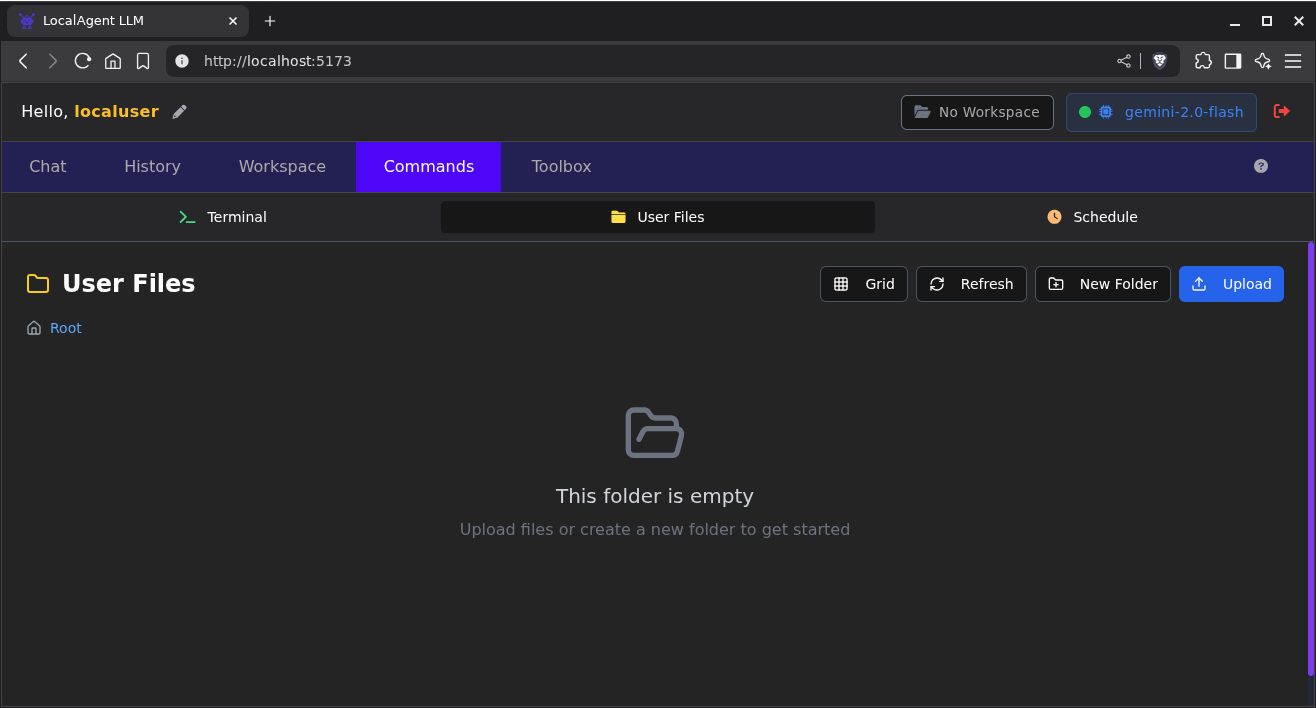 LocalAgent LLM
http://localhost:5173
Hello, localuser
No Workspace
gemini-2.0-flash
Chat
History
Workspace
Commands
Toolbox
Terminal
User Files
Schedule
User Files
Grid
Refresh
New Folder
Upload
Root
This folder is empty
Upload files or create a new folder to get started